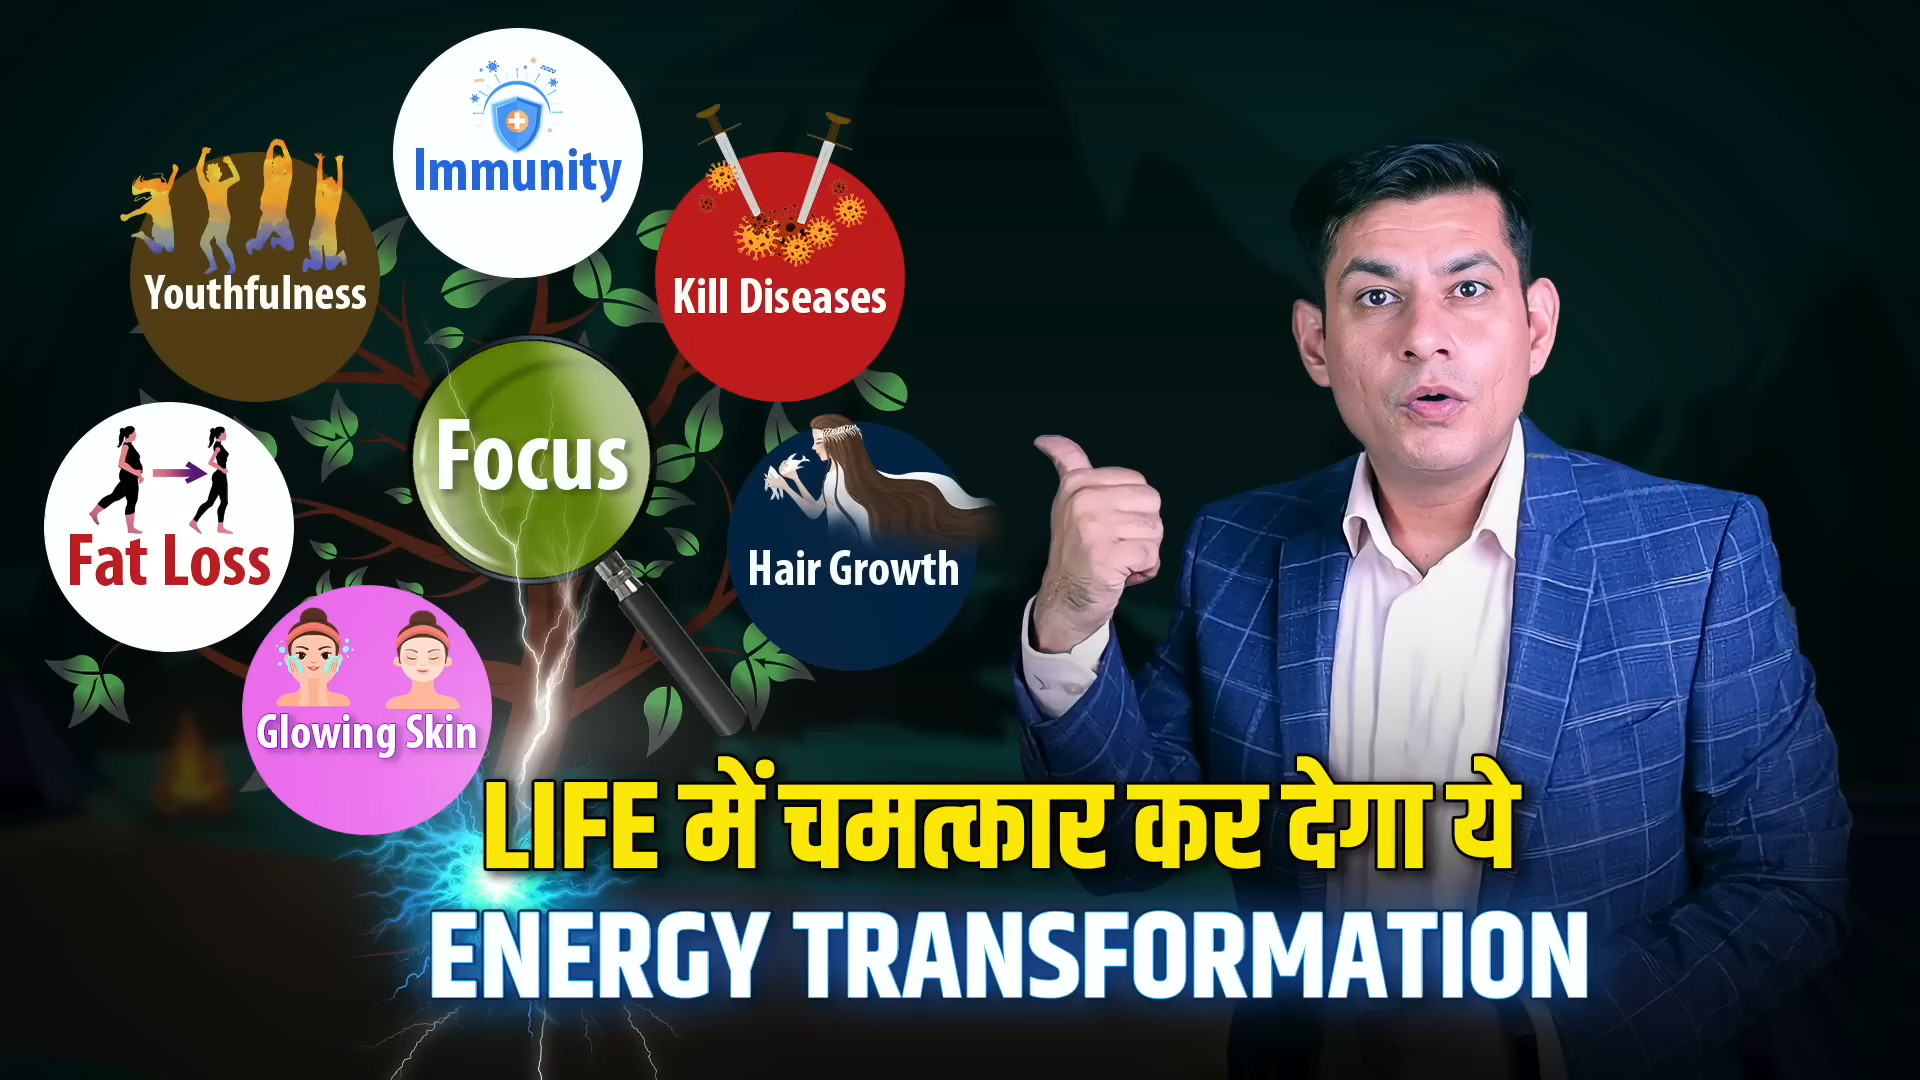 Immunity
Youthfulness
Kill Diseases
Focus
Fat Loss
Hair Growth
Glowing Skin
LIFE में चमत्कार कर देगा ये
ENERGY TRANSFORMATION